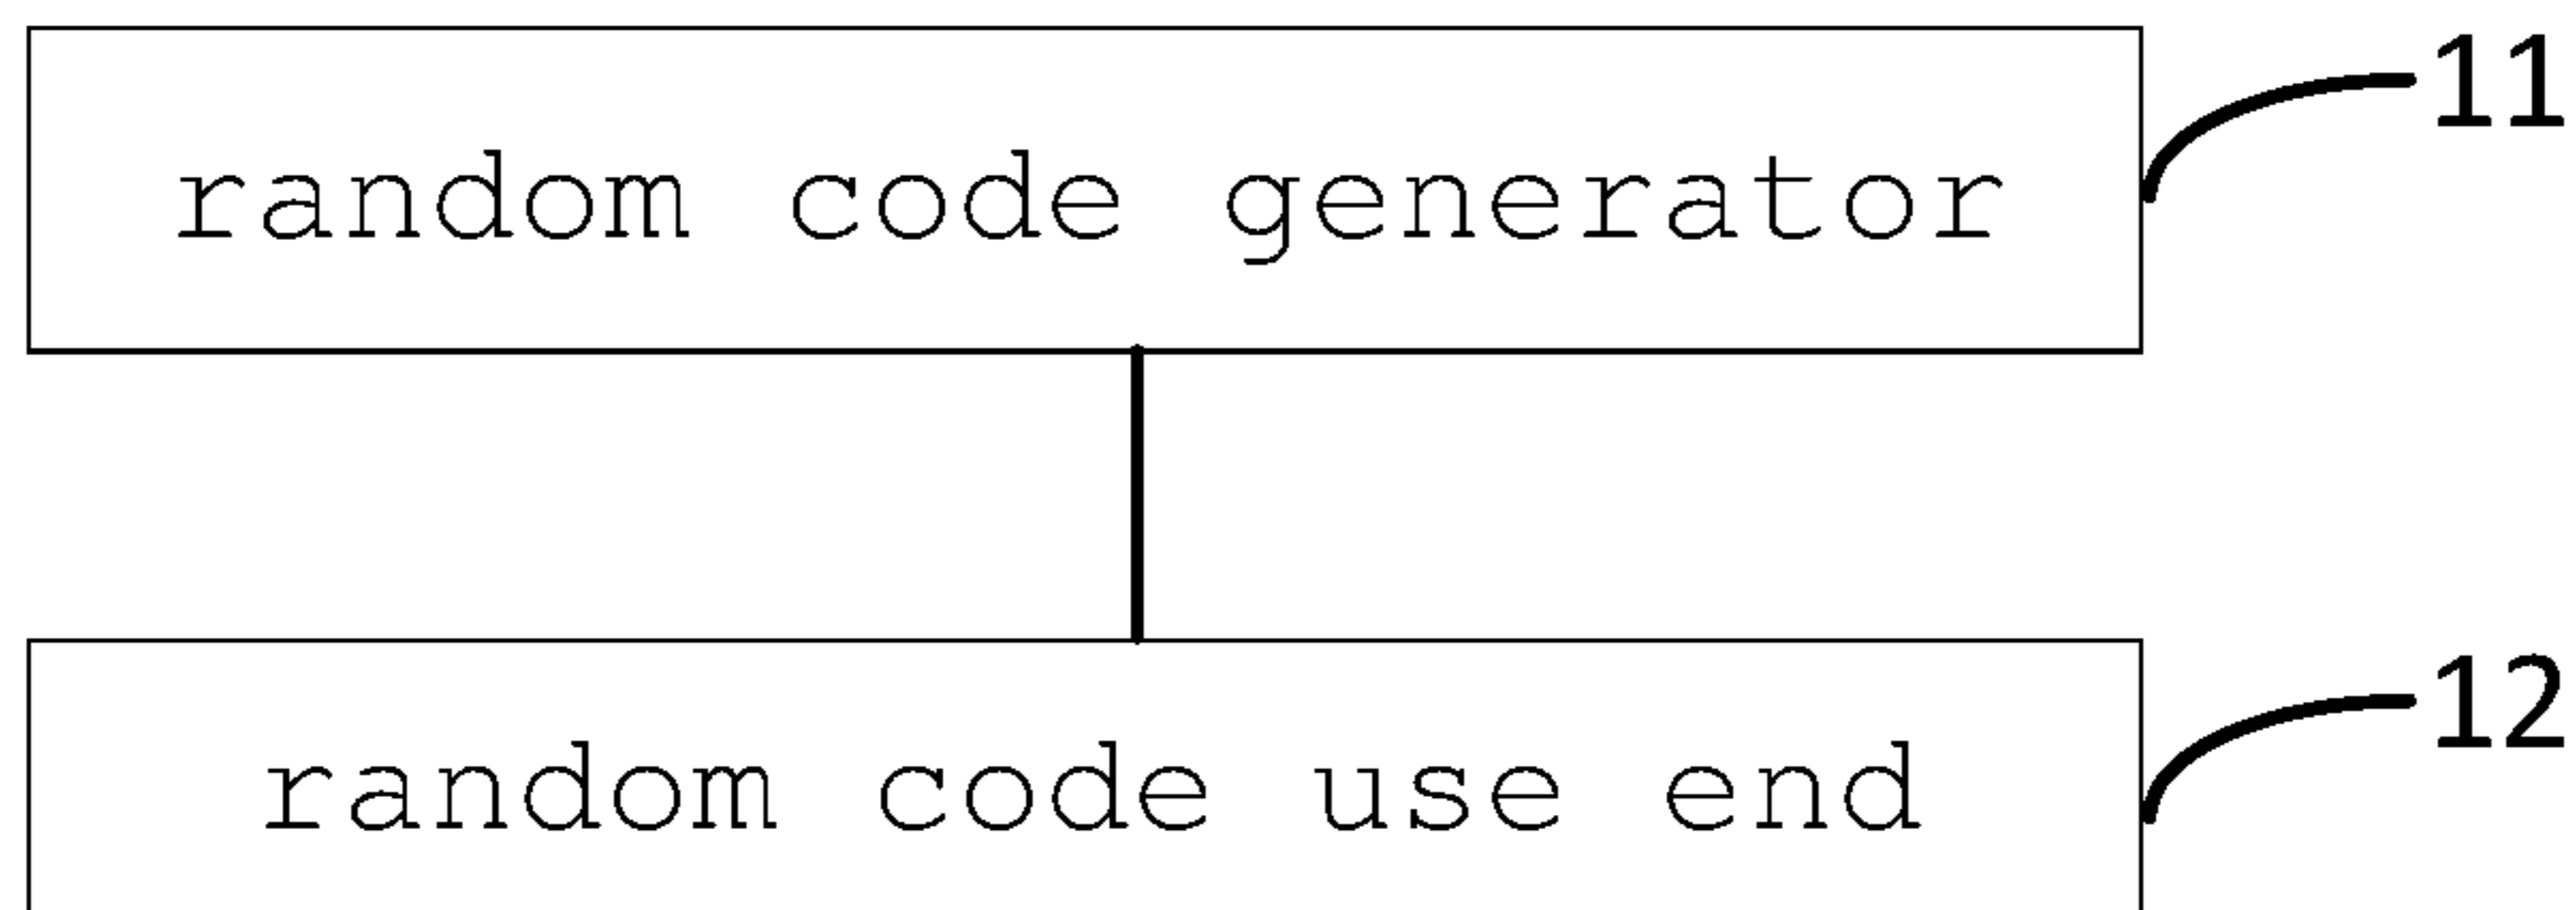 11
random code generator
12
random code use end